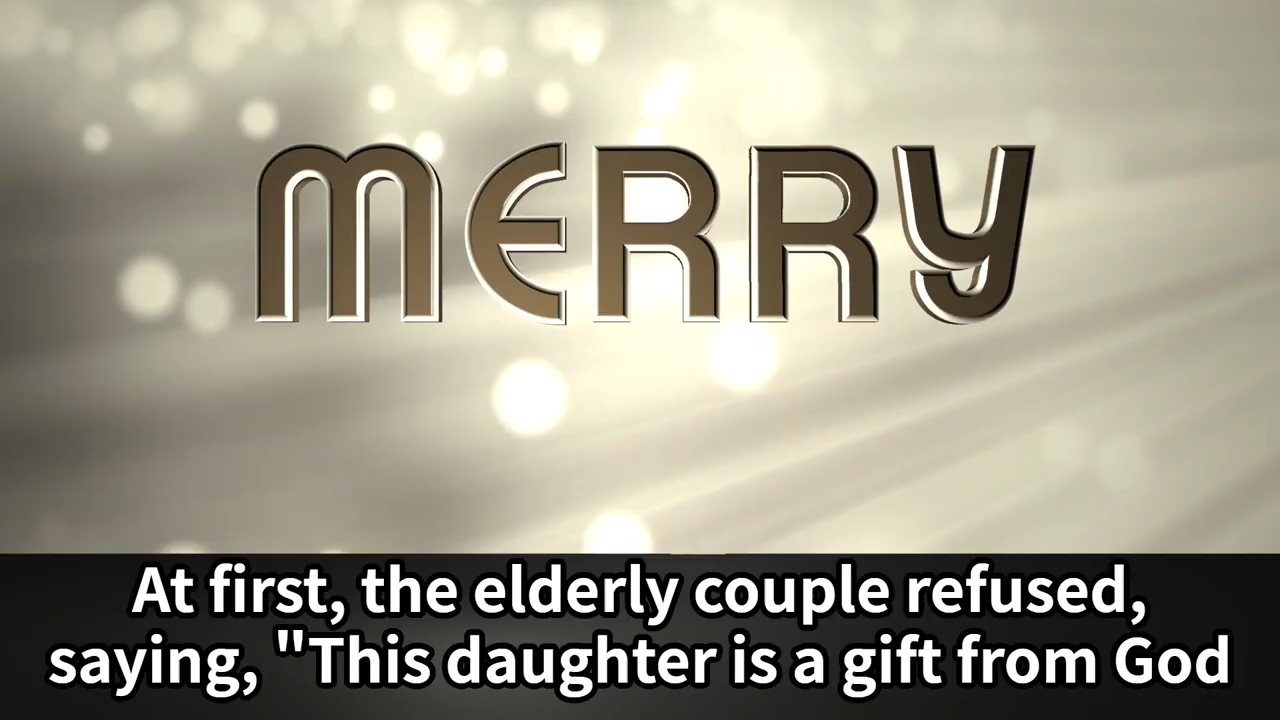 MERRY
At first, the elderly couple refused,
saying, "This daughter is a gift from God